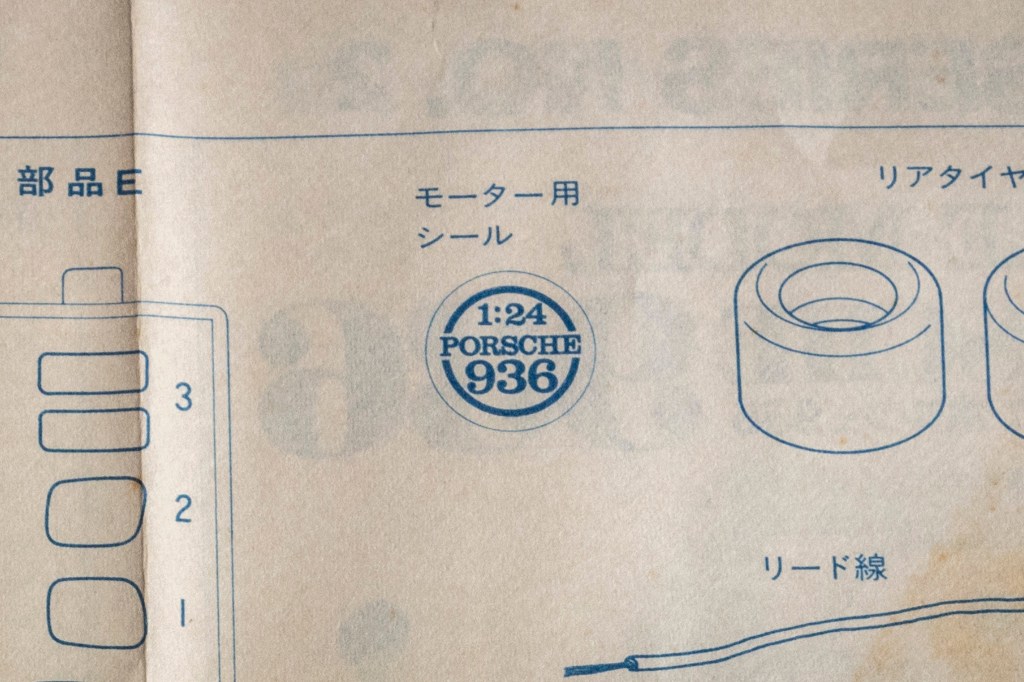 部品E
モーター用
シール
リアタイヤ
1:24
PORSCHE
936
3
2
1
リード線